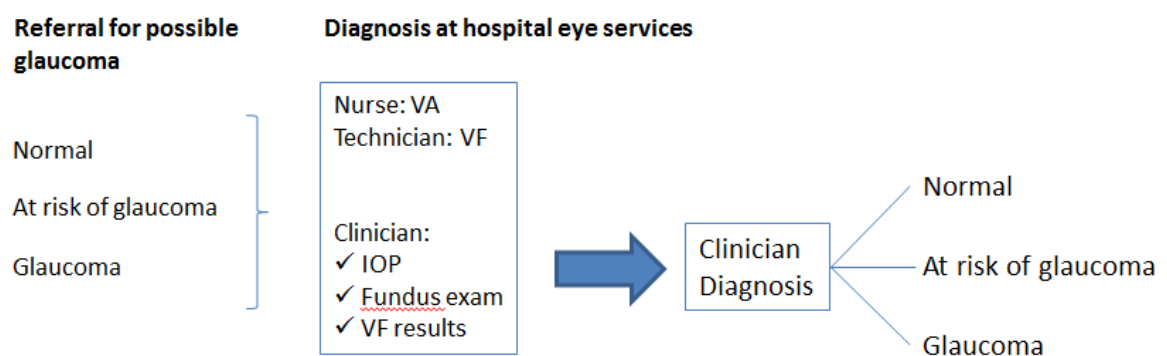 Referral for possible
glaucoma
Normal
At risk of glaucoma
Glaucoma
Diagnosis at hospital eye services
Nurse: VA
Technician: VF
Clinician:
✓ IOP
✓ Fundus exam
✓ VF results
Clinician
Diagnosis
Normal
At risk of glaucoma
Glaucoma